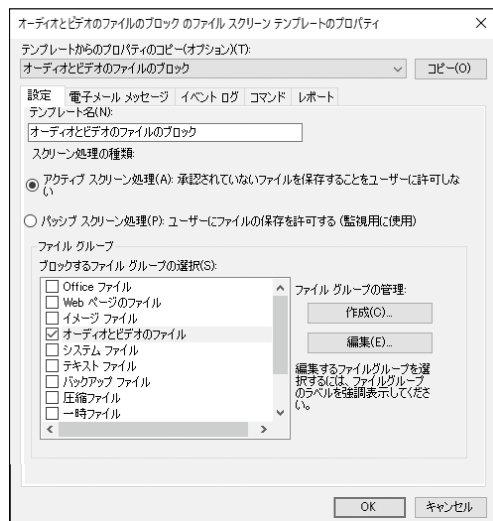 オーディオとビデオのファイルのブロック のファイル スクリーン テンプレートのプロパティ
テンプレートからのプロパティのコピー(オプション)(T):
オーディオとビデオのファイルのブロック
コピー(O)
設定
電子メール メッセージ
イベント ログ
コマンド
レポート
テンプレート名(N):
オーディオとビデオのファイルのブロック
スクリーン処理の種類:
アクティブ スクリーン処理(A): 承認されていないファイルを保存することをユーザーに許可しな
い
パッシブ スクリーン処理(P): ユーザーにファイルの保存を許可する (監視用に使用)
ファイル グループ
ブロックするファイル グループの選択(S):
Office ファイル
Web ページのファイル
イメージ ファイル
オーディオとビデオのファイル
システム ファイル
テキスト ファイル
バックアップ ファイル
圧縮ファイル
一時ファイル
ファイル グループの管理:
作成(C)...
編集(E)...
編集するファイルグループを選
択するには、ファイルグループ
のラベルを強調表示してくださ
い。
OK
キャンセル